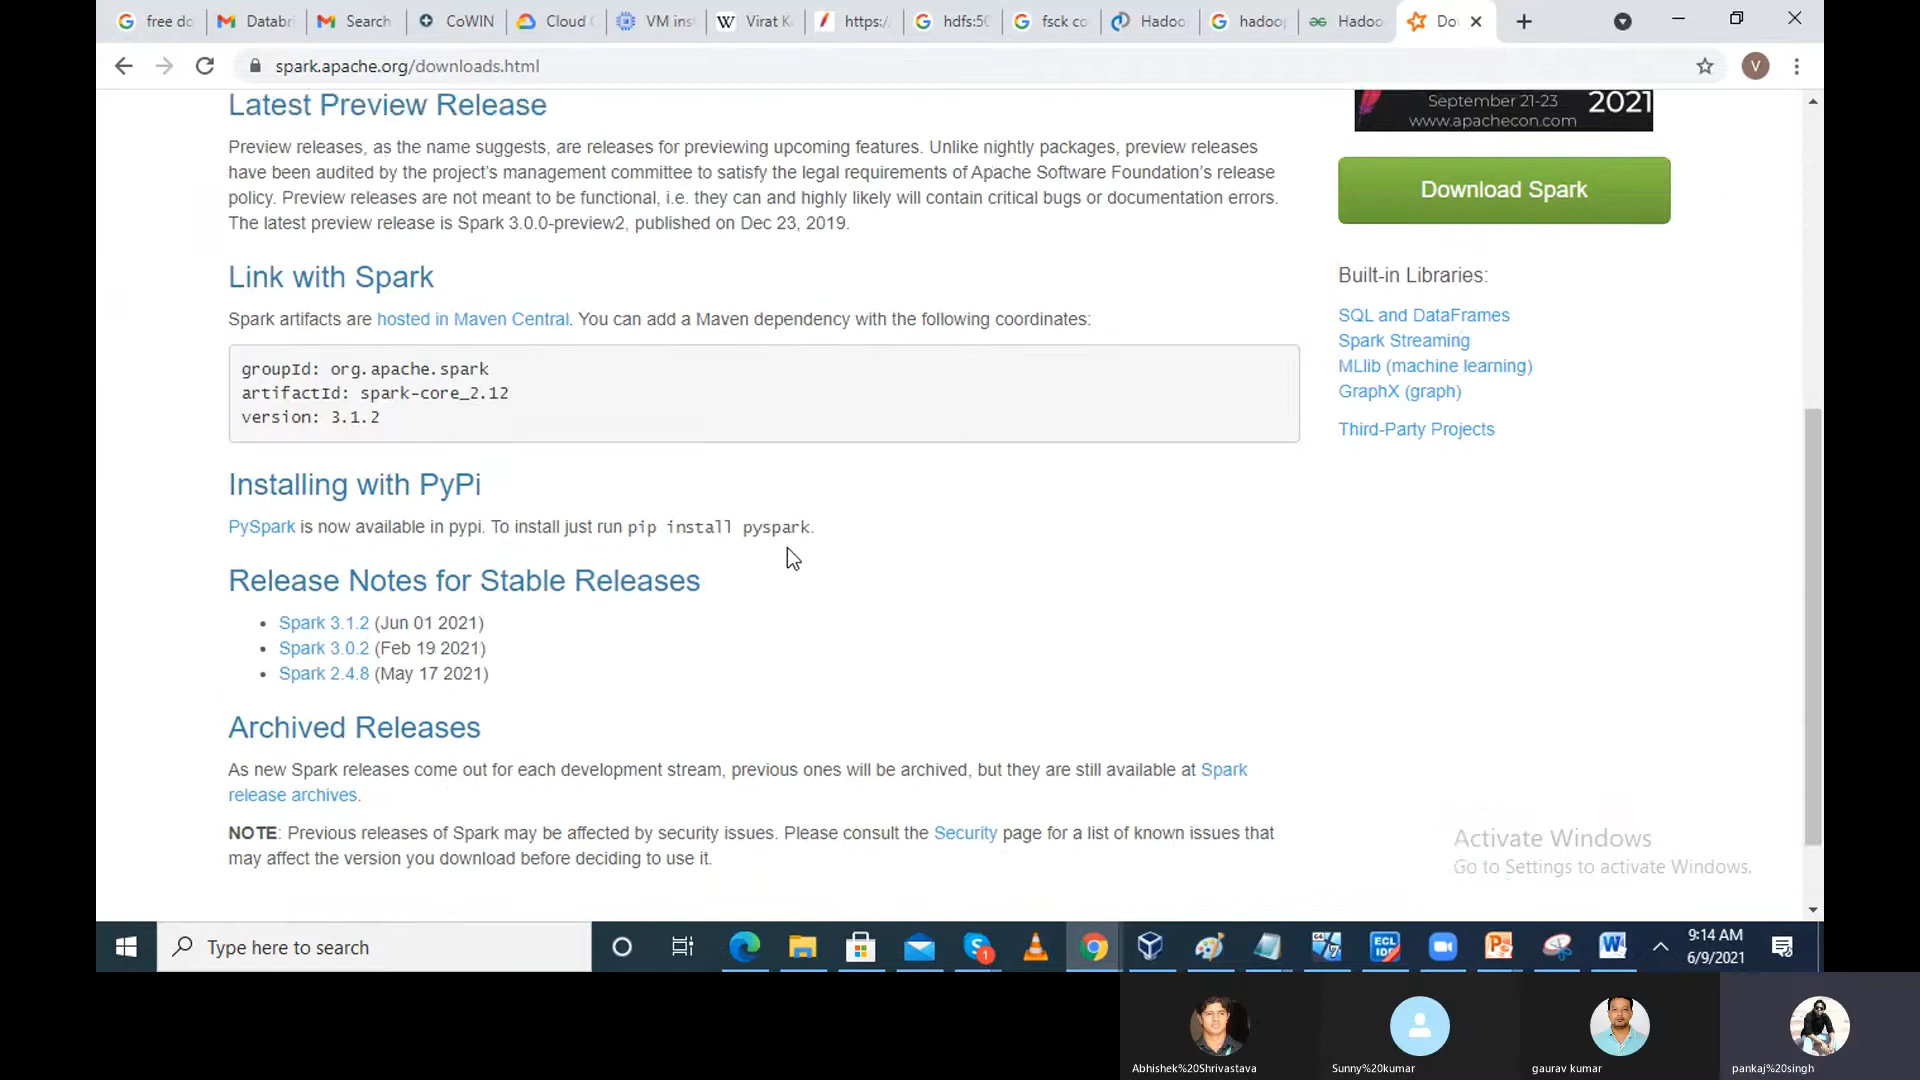 free do
Databri
Search
CoWIN
Cloud
VM ins
Virat K
https:/
hdfs:50
fsck co
Hadoo
hadoop
Hadoo
Do
spark.apache.org/downloads.html
V
Latest Preview Release
Preview releases, as the name suggests, are releases for previewing upcoming features. Unlike nightly packages, preview releases
have been audited by the project's management committee to satisfy the legal requirements of Apache Software Foundation's release
policy. Preview releases are not meant to be functional, i.e. they can and highly likely will contain critical bugs or documentation errors.
The latest preview release is Spark 3.0.0-preview2, published on Dec 23, 2019.
Link with Spark
Spark artifacts are hosted in Maven Central. You can add a Maven dependency with the following coordinates:
groupId: org.apache.spark
artifactId: spark-core_2.12
version: 3.1.2
Installing with PyPi
PySpark is now available in pypi. To install just run pip install pyspark.
Release Notes for Stable Releases
• Spark 3.1.2 (Jun 01 2021)
• Spark 3.0.2 (Feb 19 2021)
• Spark 2.4.8 (May 17 2021)
Archived Releases
As new Spark releases come out for each development stream, previous ones will be archived, but they are still available at Spark
release archives.
NOTE: Previous releases of Spark may be affected by security issues. Please consult the Security page for a list of known issues that
may affect the version you download before deciding to use it.
September 21-23 2021
www.apachecon.com
Download Spark
Built-in Libraries:
SQL and DataFrames
Spark Streaming
MLlib (machine learning)
GraphX (graph)
Third-Party Projects
Activate Windows
Go to Settings to activate Windows.
Type here to search
1
ECL
IDE
9:14 AM
6/9/2021
Abhishek%20Shrivastava
Sunny%20kumar
gaurav kumar
pankaj%20singh